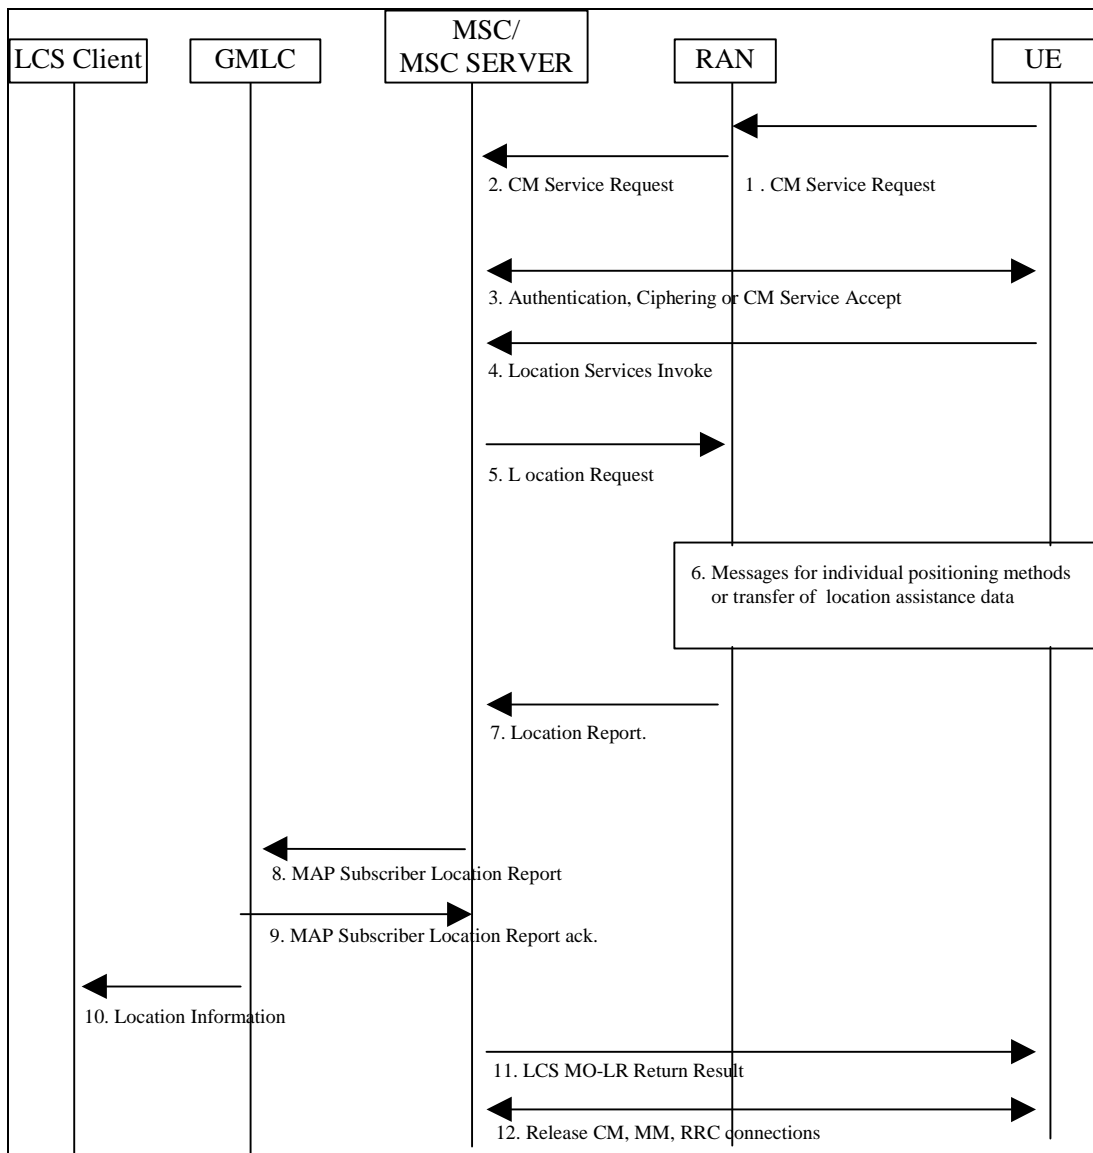 LCS Client
GMLC
MSC/
MSC SERVER
RAN
UE
2. CM Service Request
1 . CM Service Request
3. Authentication, Ciphering or CM Service Accept
4. Location Services Invoke
5. L ocation Request
6. Messages for individual positioning methods
or transfer of location assistance data
7. Location Report.
8. MAP Subscriber Location Report
9. MAP Subscriber Location Report ack.
10. Location Information
11. LCS MO-LR Return Result
12. Release CM, MM, RRC connections